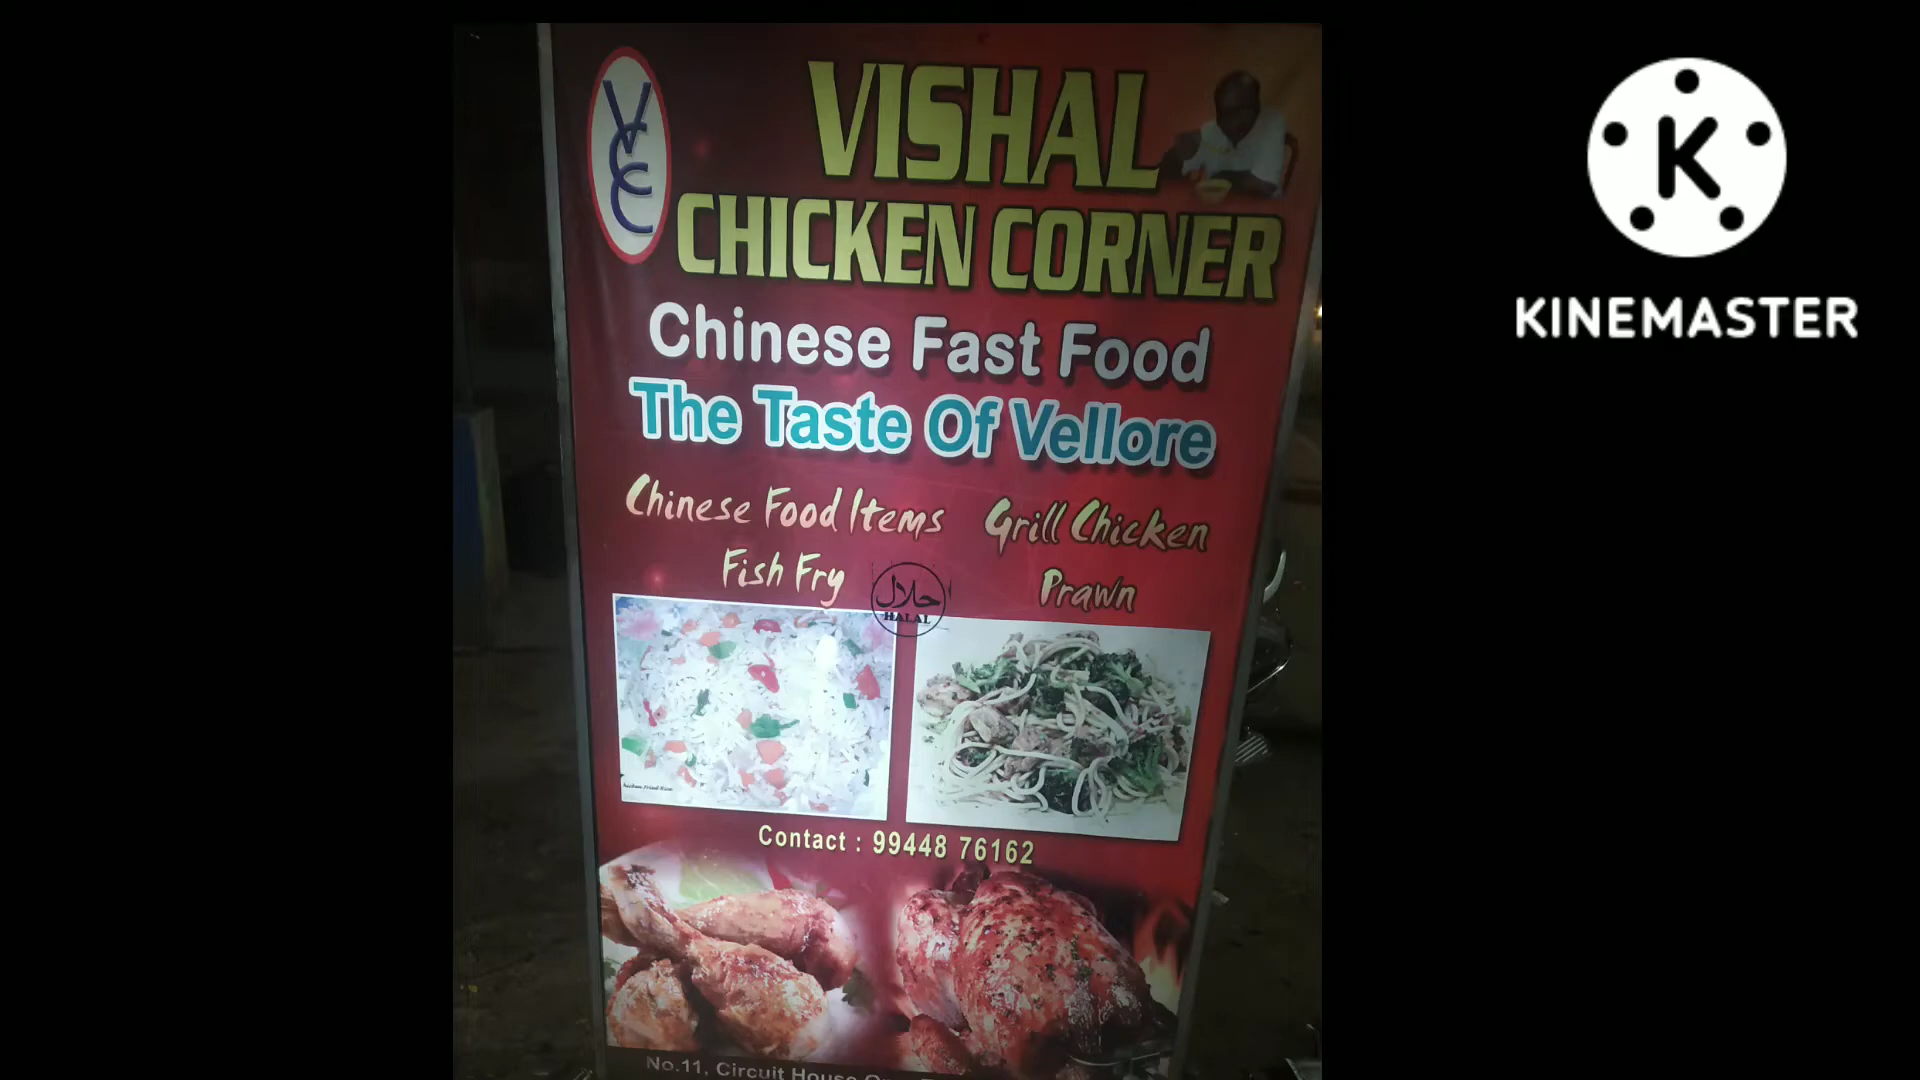 VCC
VISHAL
CHICKEN CORNER
Chinese Fast Food
The Taste Of Vellore
Chinese Food Items
Grill Chicken
Fish Fry
Prawn
حلال
HALAL
Contact : 99448 76162
No.11, Circuit House
K
KINEMASTER